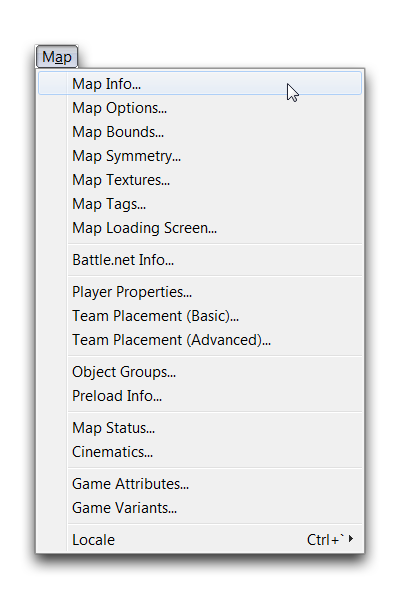 Map
Map Info...
Map Options...
Map Bounds...
Map Symmetry...
Map Textures...
Map Tags...
Map Loading Screen...
Battle.net Info...
Player Properties...
Team Placement (Basic)...
Team Placement (Advanced)...
Object Groups...
Preload Info...
Map Status...
Cinematics...
Game Attributes...
Game Variants...
Locale Ctrl+`